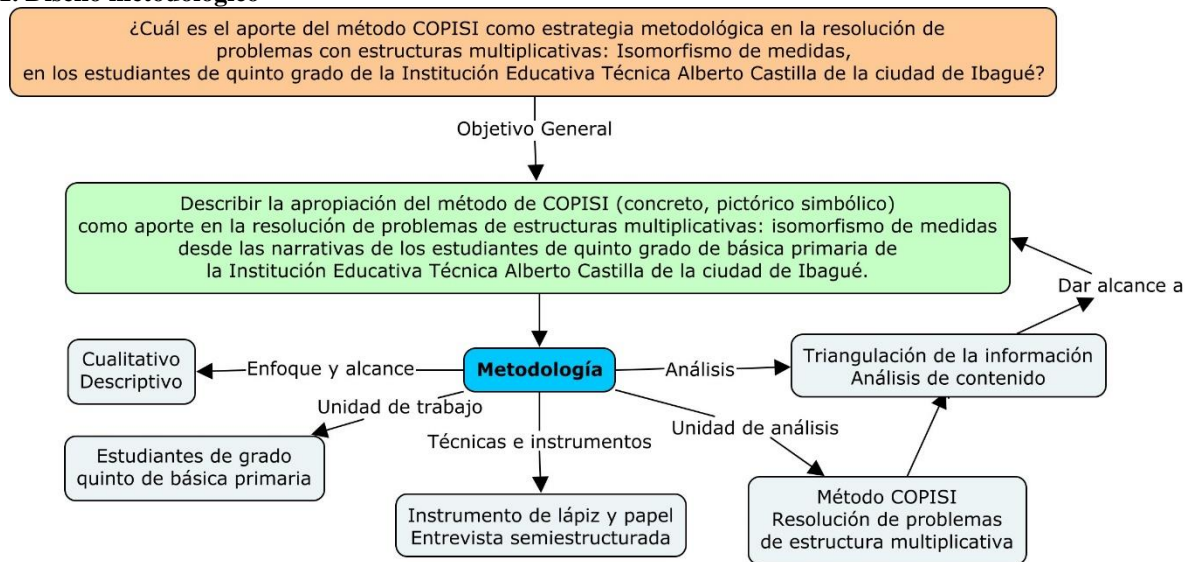 ¿Cuál es el aporte del método COPISI como estrategia metodológica en la resolución de
problemas con estructuras multiplicativas: Isomorfismo de medidas,
en los estudiantes de quinto grado de la Institución Educativa Técnica Alberto Castilla de la ciudad de Ibagué?
Objetivo General
Describir la apropiación del método de COPISI (concreto, pictórico simbólico)
como aporte en la resolución de problemas de estructuras multiplicativas: isomorfismo de medidas
desde las narrativas de los estudiantes de quinto grado de básica primaria de
la Institución Educativa Técnica Alberto Castilla de la ciudad de Ibagué.
Dar alcance a
Cualitativo
Descriptivo
Enfoque y alcance
Metodología
Análisis
Triangulación de la información
Análisis de contenido
Unidad de trabajo
Estudiantes de grado
quinto de básica primaria
Técnicas e instrumentos
Instrumento de lápiz y papel
Entrevista semiestructurada
Unidad de análisis
Método COPISI
Resolución de problemas
de estructura multiplicativa